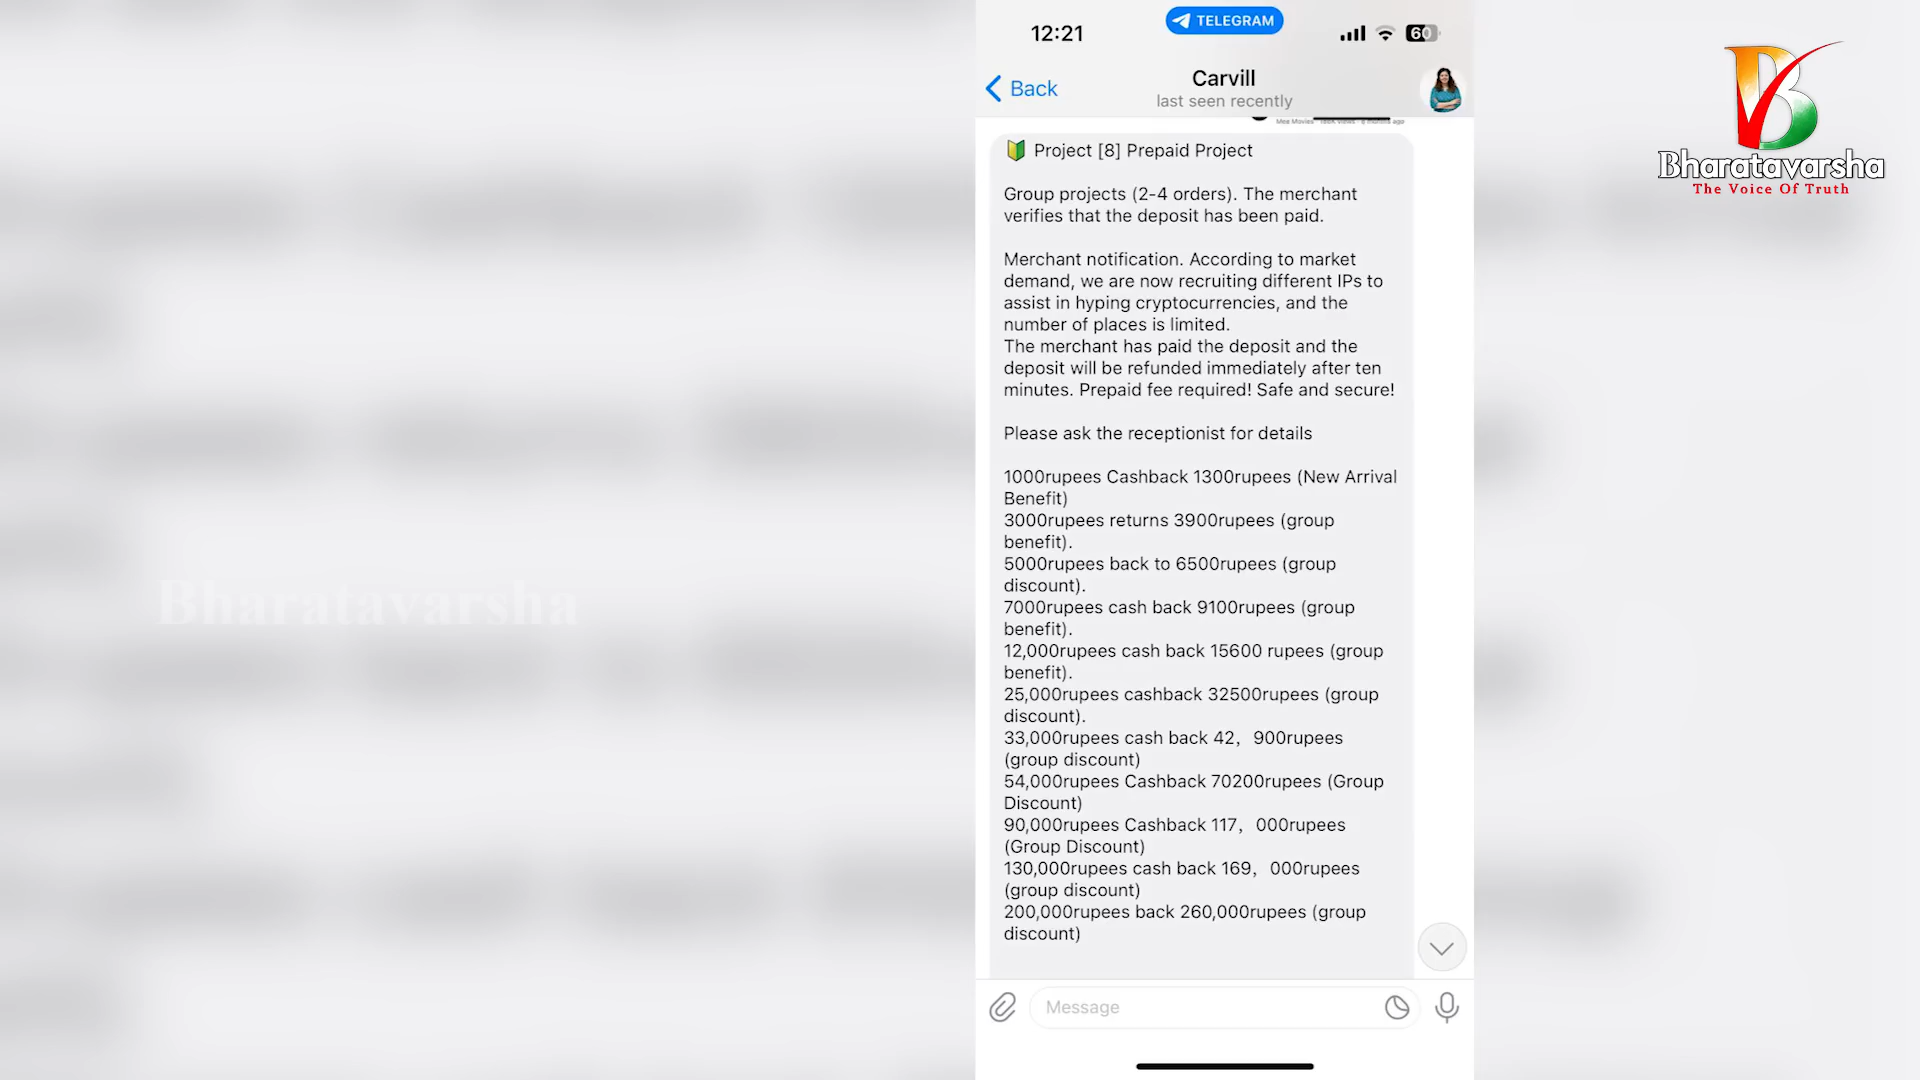 12:21
TELEGRAM
60
Back
Carvill
last seen recently
Project [8] Prepaid Project
Group projects (2-4 orders). The merchant
verifies that the deposit has been paid.
Merchant notification. According to market
demand, we are now recruiting different IPs to
assist in hyping cryptocurrencies, and the
number of places is limited.
The merchant has paid the deposit and the
deposit will be refunded immediately after ten
minutes. Prepaid fee required! Safe and secure!
Please ask the receptionist for details
1000rupees Cashback 1300rupees (New Arrival
Benefit)
3000rupees returns 3900rupees (group
benefit).
5000rupees back to 6500rupees (group
discount).
7000rupees cash back 9100rupees (group
benefit).
12,000rupees cash back 15600 rupees (group
benefit).
25,000rupees cashback 32500rupees (group
discount).
33,000rupees cash back 42，900rupees
(group discount)
54,000rupees Cashback 70200rupees (Group
Discount)
90,000rupees Cashback 117，000rupees
(Group Discount)
130,000rupees cash back 169，000rupees
(group discount)
200,000rupees back 260,000rupees (group
discount)
Message
Bharatavarsha
The Voice Of Truth
Bharatavarsha